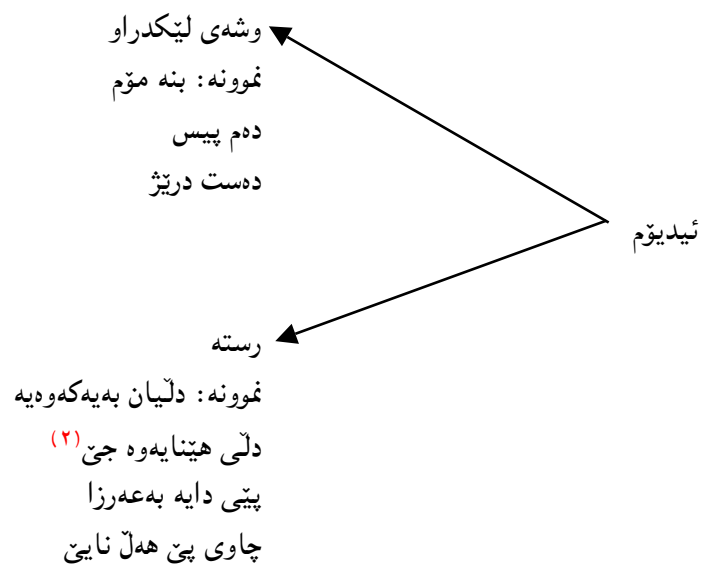 ئیدیۆم
وشەی لێکدراو
نموونە: بنە مۆم
دەم پیس
دەست درێژ
رستە
نموونە: دڵیان بەیەکەوەیە
دڵی هێنایەوە جێ(٢)
پێی دایە بەعەرزا
چاوی پێ هەڵ نایێ